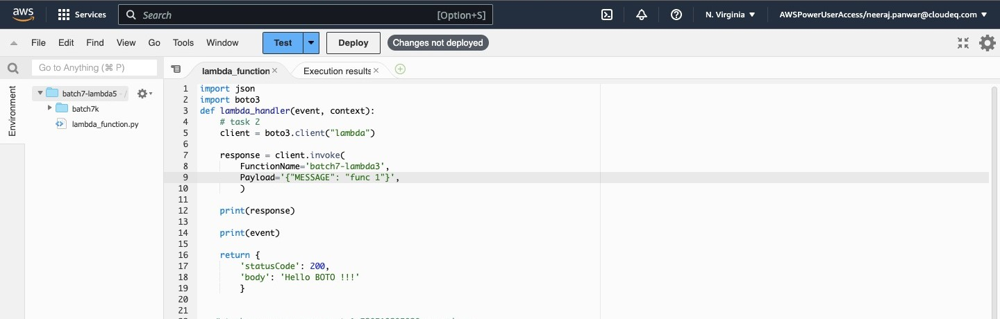 aws Services Search [Option+S] N. Virginia AWSPowerUserAccess/neeraj.panwar@cloudeq.com
File Edit Find View Go Tools Window Test Deploy Changes not deployed
Go to Anything (⌘ P) lambda_function Execution results
Environment
batch7-lambda5 - /
batch7k
lambda_function.py
1 import json
2 import boto3
3 def lambda_handler(event, context):
4 # task 2
5 client = boto3.client("lambda")
6
7 response = client.invoke(
8 FunctionName='batch7-lambda3',
9 Payload='{"MESSAGE": "func 1"}',
10 )
11
12 print(response)
13
14 print(event)
15
16 return {
17 'statusCode': 200,
18 'body': 'Hello BOTO !!!'
19 }
20
21